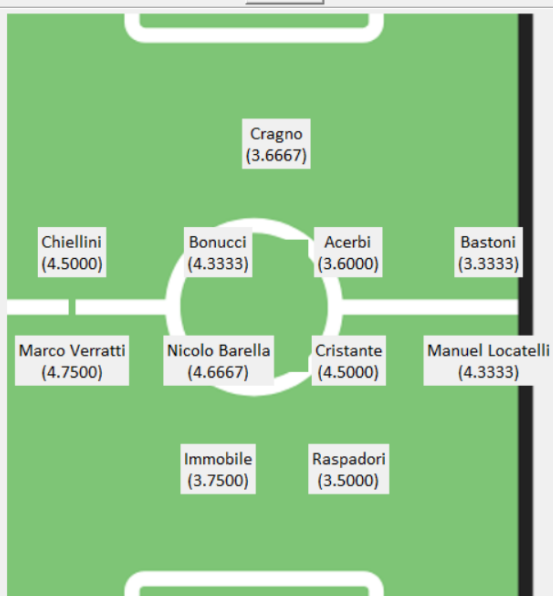 Cragno
(3.6667)
Chiellini
(4.5000)
Bonucci
(4.3333)
Acerbi
(3.6000)
Bastoni
(3.3333)
Marco Verratti
(4.7500)
Nicolo Barella
(4.6667)
Cristante
(4.5000)
Manuel Locatelli
(4.3333)
Immobile
(3.7500)
Raspadori
(3.5000)